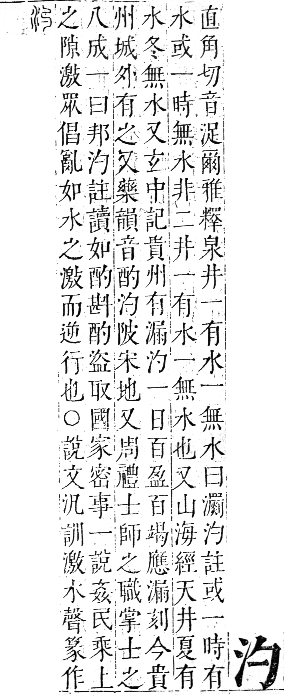 汋
直角切音浞爾雅釋泉井一有水一無水曰瀱汋註或一時有
水或一時無水非二井一有水一無水也又山海經天井夏有
水冬無水又玄中記貴州有漏汋一日百盈百竭應漏刻今貴
州城外有之又藥韻音酌汋陂宋地又周禮士師之職掌士之
八成一曰邦汋註讀如酌斟酌盜取國家密事一說姦民乘上
之隙激眾倡亂如水之激而逆行也○說文汎訓激水聲篆作